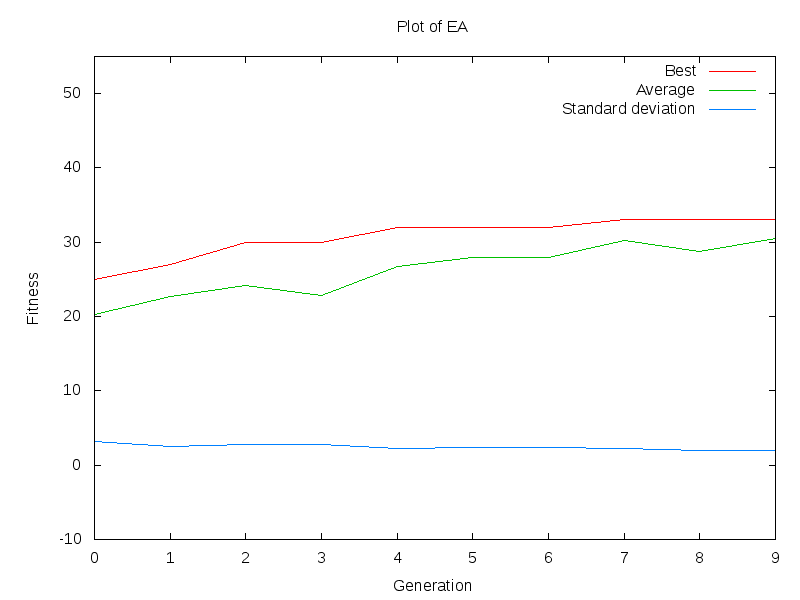 Plot of EA
Best
Average
Standard deviation
50
40
30
20
10
0
-10
Fitness
0 1 2 3 4 5 6 7 8 9
Generation